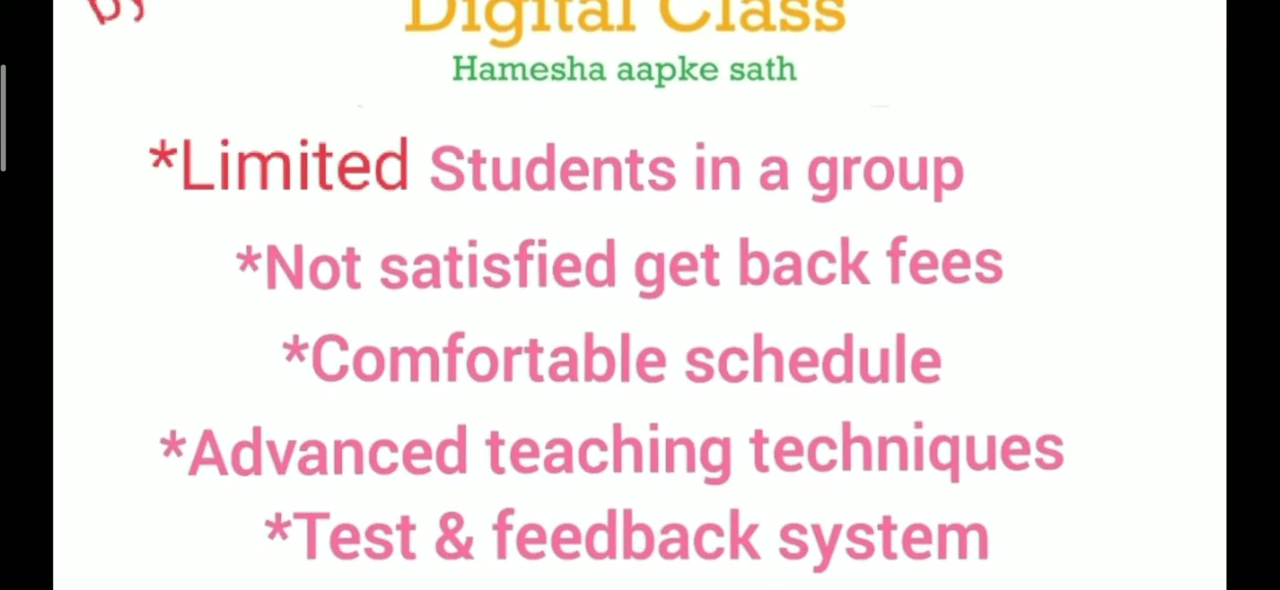 by
Digital Class
Hamesha aapke sath
*Limited Students in a group
*Not satisfied get back fees
*Comfortable schedule
*Advanced teaching techniques
*Test & feedback system